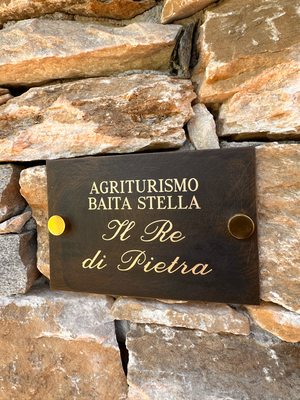 AGRITURISMO
BAITA STELLA
Il Re
di Pietra